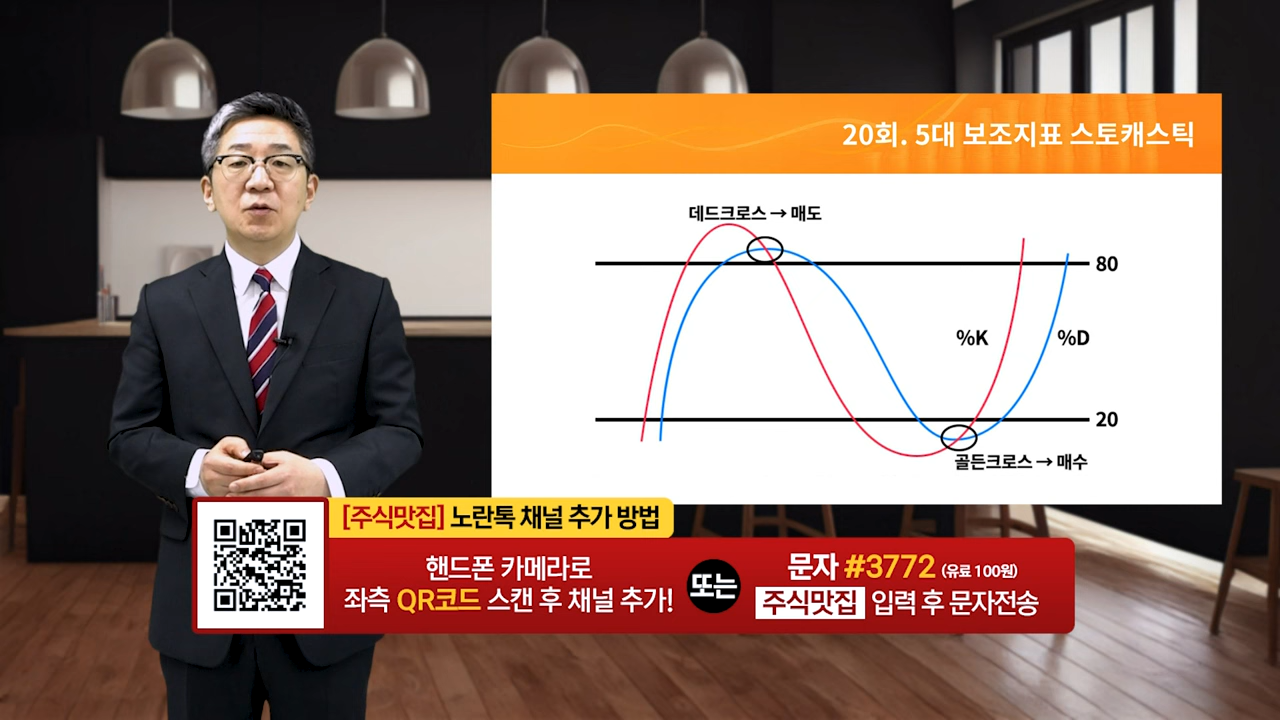 20회. 5대 보조지표 스토캐스틱
데드크로스 → 매도
80
%K
%D
20
골든크로스 → 매수
[주식맛집] 노란톡 채널 추가 방법
핸드폰 카메라로
좌측 QR코드 스캔 후 채널 추가!
또는
문자 #3772 (유료 100원)
주식맛집 입력 후 문자전송